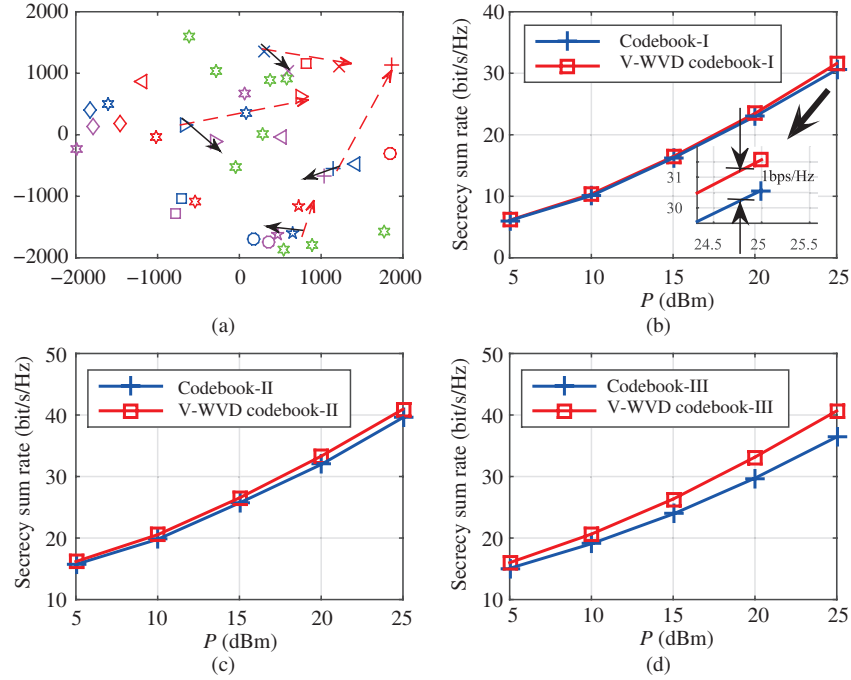 2000
1000
0
−1000
−2000
−2000
−1000
0
1000
2000
(a)
Secrecy sum rate (bit/s/Hz)
40
30
20
10
0
Codebook-I
V-WVD codebook-I
1bps/Hz
31
30
24.5
25
25.5
5
10
15
20
25
P (dBm)
(b)
Secrecy sum rate (bit/s/Hz)
50
40
30
20
10
Codebook-II
V-WVD codebook-II
5
10
15
20
25
P (dBm)
(c)
Secrecy sum rate (bit/s/Hz)
50
40
30
20
10
Codebook-III
V-WVD codebook-III
5
10
15
20
25
P (dBm)
(d)